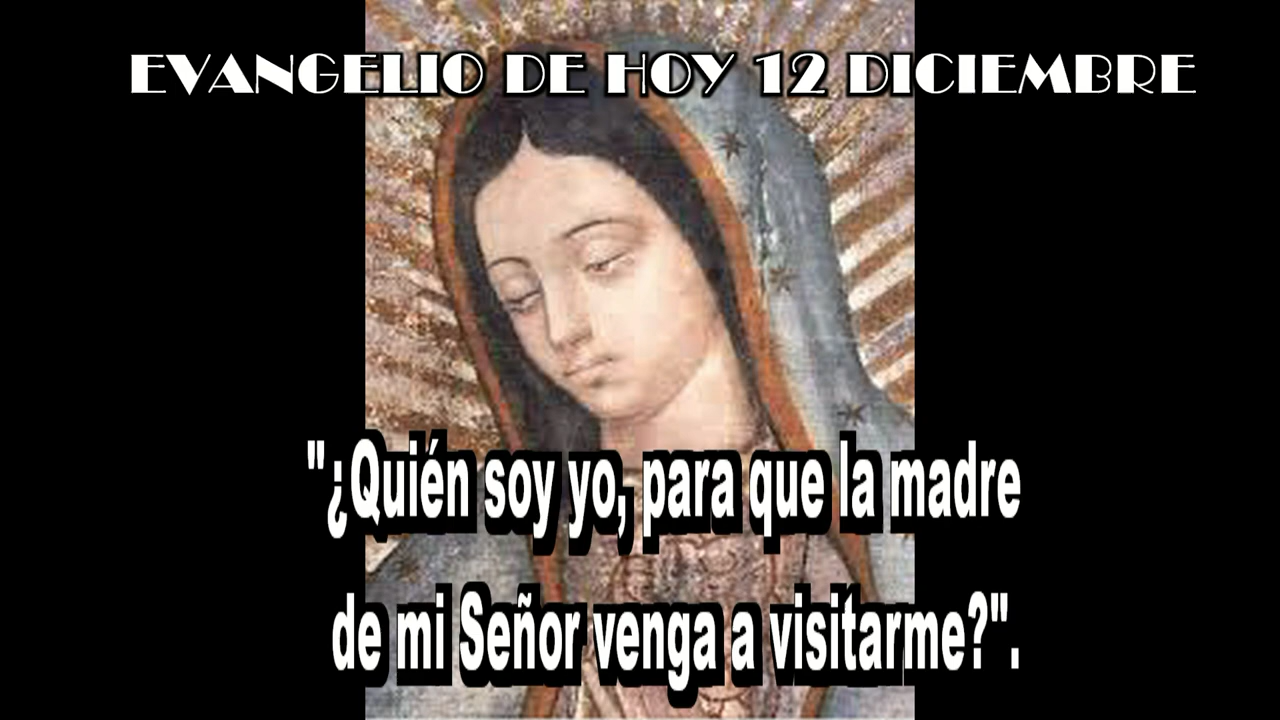 EVANGELIO DE HOY 12 DICIEMBRE
"¿Quién soy yo, para que la madre
de mi Señor venga a visitarme?".